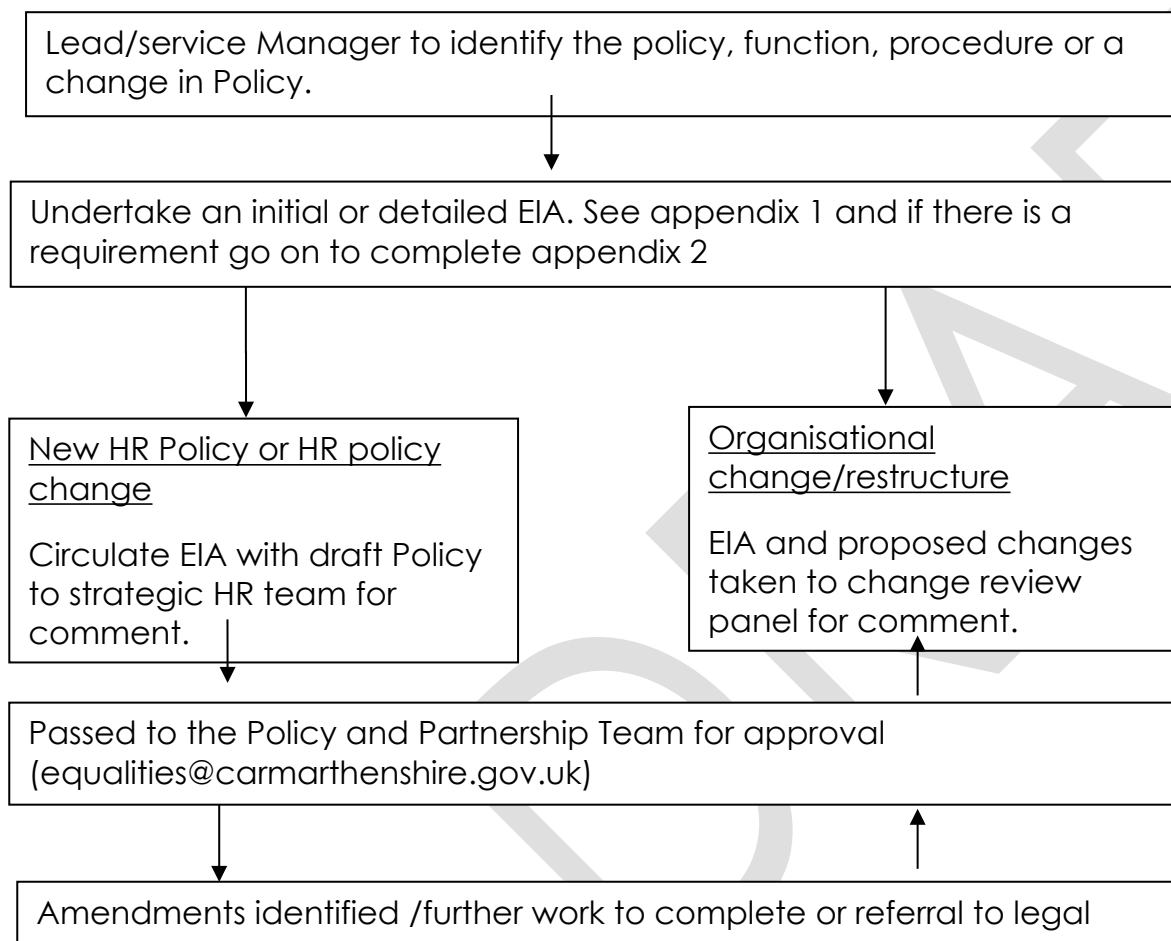 Lead/service Manager to identify the policy, function, procedure or a
change in Policy.
Undertake an initial or detailed EIA. See appendix 1 and if there is a
requirement go on to complete appendix 2
New HR Policy or HR policy
change
Circulate EIA with draft Policy
to strategic HR team for
comment.
Organisational
change/restructure
EIA and proposed changes
taken to change review
panel for comment.
Passed to the Policy and Partnership Team for approval
(equalities@carmarthenshire.gov.uk)
Amendments identified /further work to complete or referral to legal